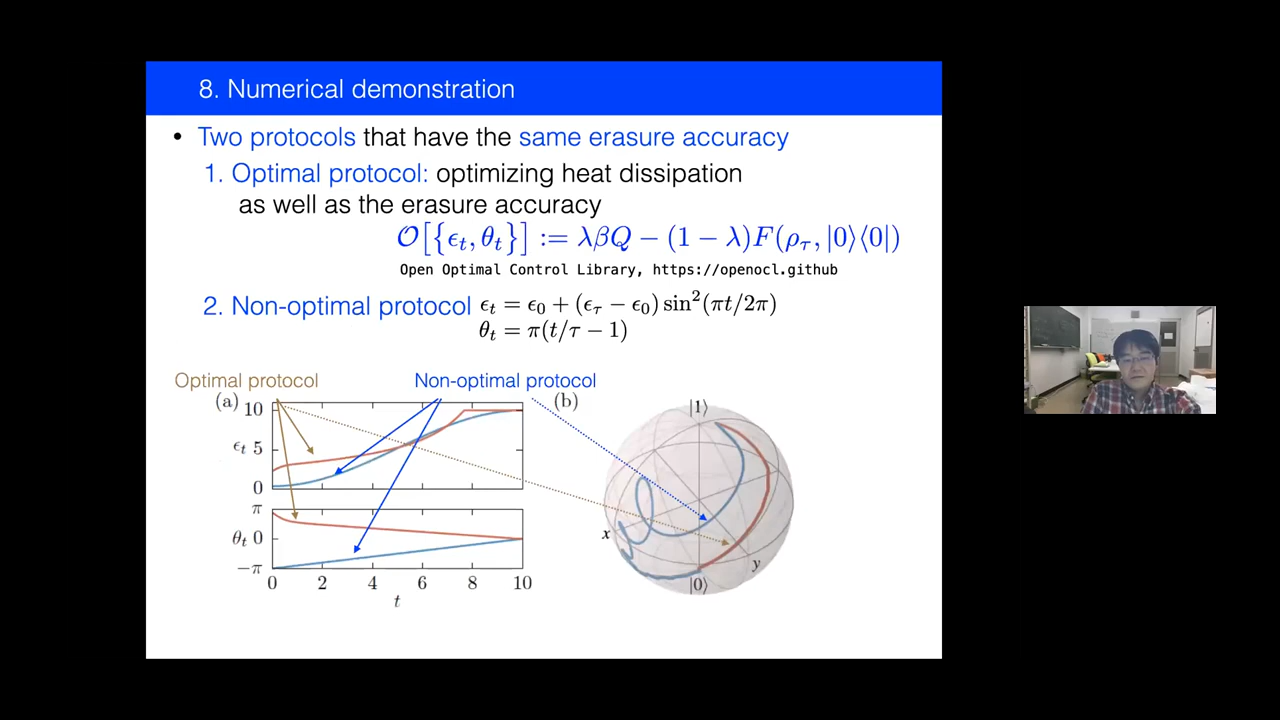 8. Numerical demonstration
• Two protocols that have the same erasure accuracy
1. Optimal protocol: optimizing heat dissipation
as well as the erasure accuracy
𝒪[{ϵ_t, θ_t}] := λβQ − (1 − λ)F(ρ_τ, |0⟩⟨0|)
Open Optimal Control Library, https://openocl.github
2. Non-optimal protocol ϵ_t = ϵ_0 + (ϵ_τ − ϵ_0) sin²(πt/2π)
θ_t = π(t/τ − 1)
Optimal protocol
Non-optimal protocol
(a)
10
ϵ_t 5
0
π
θ_t 0
−π
0 2 4 6 8 10
t
(b)
|1⟩
x
y
|0⟩